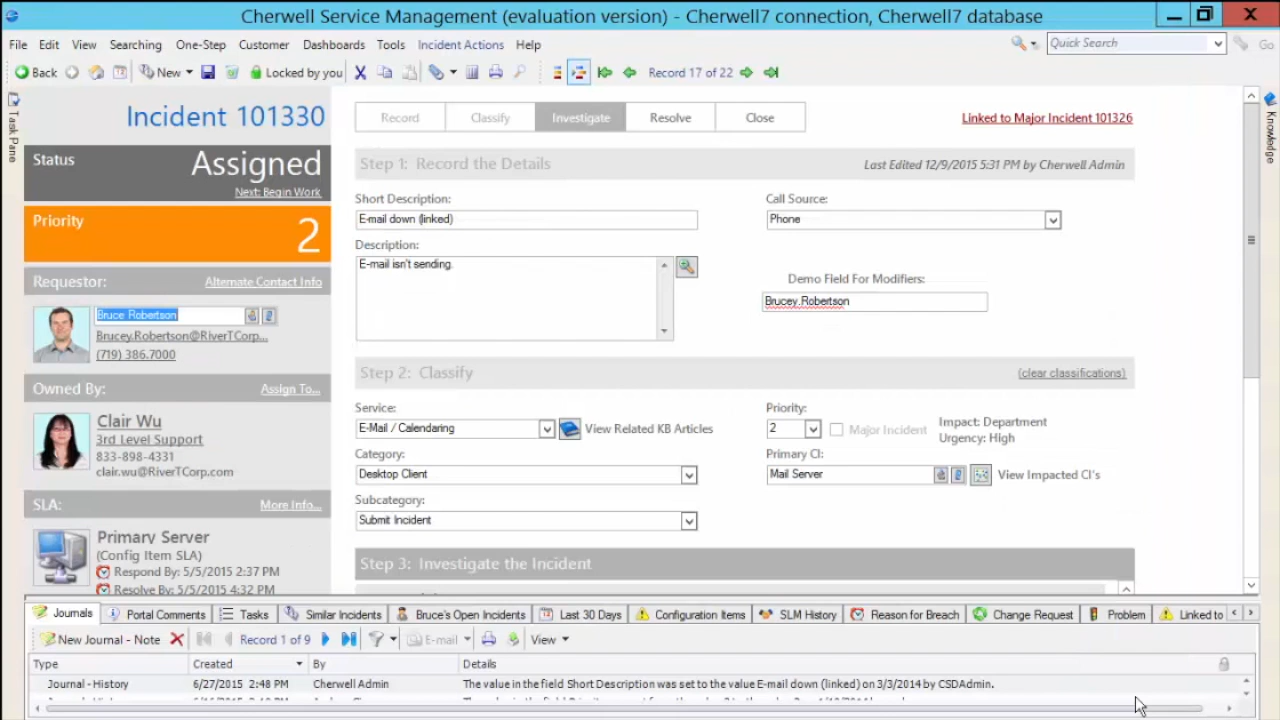 Cherwell Service Management (evaluation version) - Cherwell7 connection, Cherwell7 database
File Edit View Searching One-Step Customer Dashboards Tools Incident Actions Help
Quick Search Go
Back New Locked by you Record 17 of 22
Task Pane
Knowledge
Incident 101330
Record Classify Investigate Resolve Close
Linked to Major Incident 101326
Status Assigned
Next: Begin Work
Priority 2
Requestor: Alternate Contact Info
Bruce Robertson
Brucey.Robertson@RiverTCorp...
(719) 386.7000
Owned By: Assign To...
Clair Wu
3rd Level Support
833-898-4331
clair.wu@RiverTCorp.com
SLA: More Info...
Primary Server
(Config Item SLA)
Respond By: 5/5/2015 2:37 PM
Resolve By: 5/5/2015 4:32 PM
Step 1: Record the Details
Last Edited 12/9/2015 5:31 PM by Cherwell Admin
Short Description:
E-mail down (linked)
Call Source:
Phone
Description:
E-mail isn't sending.
Demo Field For Modifiers:
Brucey.Robertson
Step 2: Classify
(clear classifications)
Service:
E-Mail / Calendaring
View Related KB Articles
Priority:
2
Major Incident
Impact: Department
Urgency: High
Category:
Desktop Client
Primary CI:
Mail Server
View Impacted CI's
Subcategory:
Submit Incident
Step 3: Investigate the Incident
Journals Portal Comments Tasks Similar Incidents Bruce's Open Incidents Last 30 Days Configuration Items SLM History Reason for Breach Change Request Problem Linked to
New Journal - Note Record 1 of 9 E-mail View
Type Created By Details
Journal - History 6/27/2015 2:48 PM Cherwell Admin The value in the field Short Description was set to the value E-mail down (linked) on 3/3/2014 by CSDAdmin.